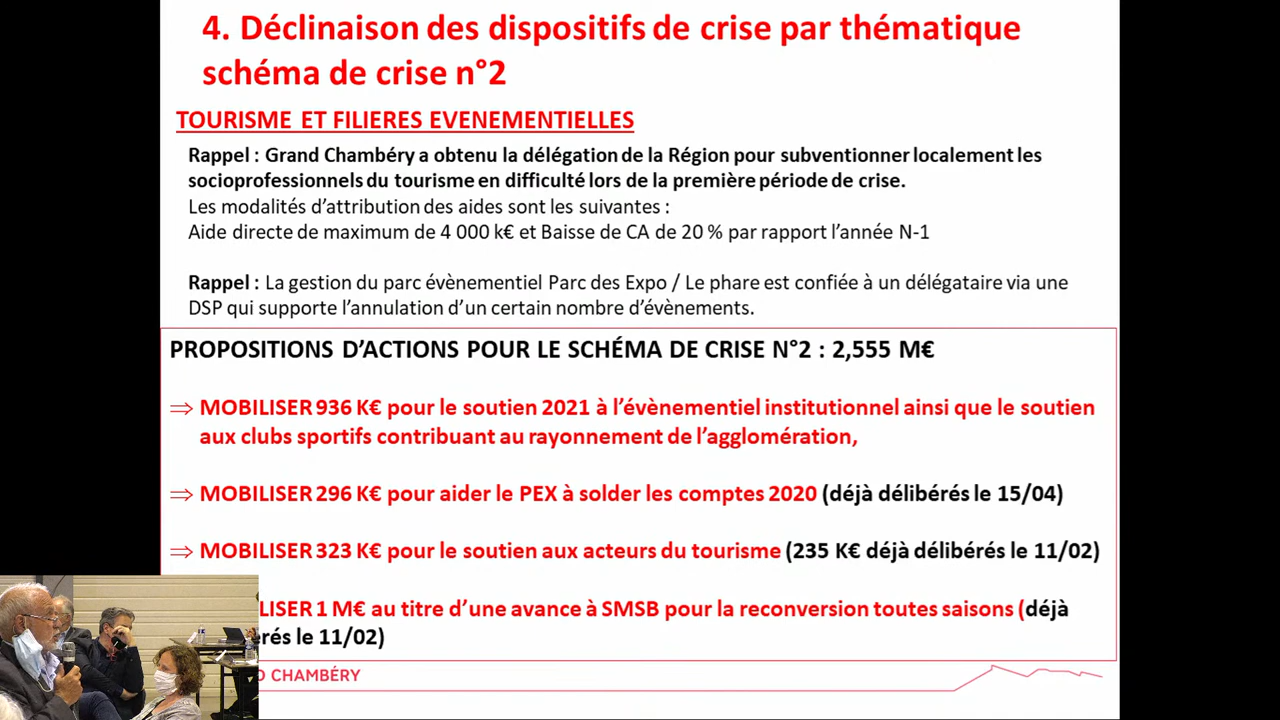 4. Déclinaison des dispositifs de crise par thématique
schéma de crise n°2
TOURISME ET FILIERES EVENEMENTIELLES
Rappel : Grand Chambéry a obtenu la délégation de la Région pour subventionner localement les
socioprofessionnels du tourisme en difficulté lors de la première période de crise.
Les modalités d'attribution des aides sont les suivantes :
Aide directe de maximum de 4 000 k€ et Baisse de CA de 20 % par rapport l'année N-1
Rappel : La gestion du parc évènementiel Parc des Expo / Le phare est confiée à un délégataire via une
DSP qui supporte l'annulation d'un certain nombre d'évènements.
PROPOSITIONS D'ACTIONS POUR LE SCHÉMA DE CRISE N°2 : 2,555 M€
⇒ MOBILISER 936 K€ pour le soutien 2021 à l'évènementiel institutionnel ainsi que le soutien
aux clubs sportifs contribuant au rayonnement de l'agglomération,
⇒ MOBILISER 296 K€ pour aider le PEX à solder les comptes 2020 (déjà délibérés le 15/04)
⇒ MOBILISER 323 K€ pour le soutien aux acteurs du tourisme (235 K€ déjà délibérés le 11/02)
LISER 1 M€ au titre d'une avance à SMSB pour la reconversion toutes saisons (déjà
rés le 11/02)
D CHAMBÉRY